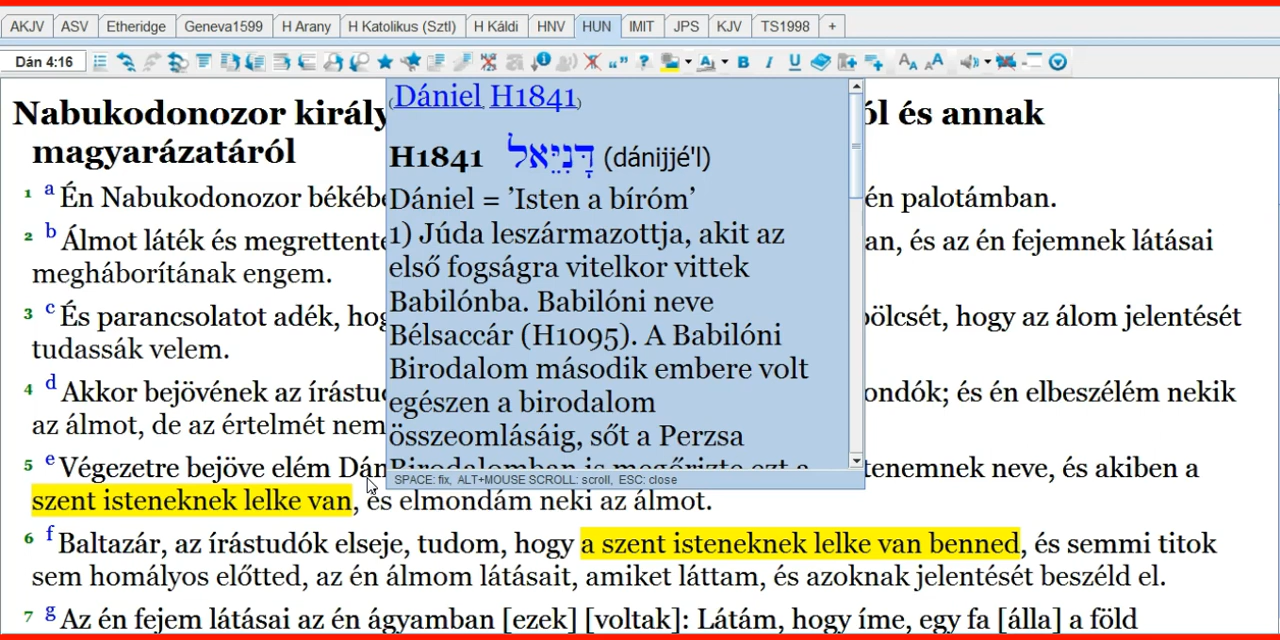 AKJV ASV Etheridge Geneva1599 H Arany H Katolikus (Sztl) H Káldi HNV HUN IMIT JPS KJV TS1998 +
Dán 4:16
Nabukodonozor király ól és annak
magyarázatáról
1 a Én Nabukodonozor békébe én palotámban.
2 b Álmot láték és megrettente an, és az én fejemnek látásai
megháborítának engem.
3 c És parancsolatot adék, hog bölcsét, hogy az álom jelentését
tudassák velem.
4 d Akkor bejövének az írástud ondók; és én elbeszélém nekik
az álmot, de az értelmét nem
5 e Végezetre bejöve elém Dán tenemnek neve, és akiben a
szent isteneknek lelke van, és elmondám neki az álmot.
6 f Baltazár, az írástudók elseje, tudom, hogy a szent isteneknek lelke van benned, és semmi titok
sem homályos előtted, az én álmom látásait, amiket láttam, és azoknak jelentését beszéld el.
7 g Az én fejem látásai az én ágyamban [ezek] [voltak]: Látám, hogy íme, egy fa [álla] a föld
(Dániel H1841)
H1841 דָּנִיֵּאל (dánijjé'l)
Dániel = ’Isten a bíróm’
1) Júda leszármazottja, akit az
első fogságra vitelkor vittek
Babilónba. Babilóni neve
Bélsaccár (H1095). A Babilóni
Birodalom második embere volt
egészen a birodalom
összeomlásáig, sőt a Perzsa
Birodalomban is megőrizte ezt a
SPACE: fix, ALT+MOUSE SCROLL: scroll, ESC: close